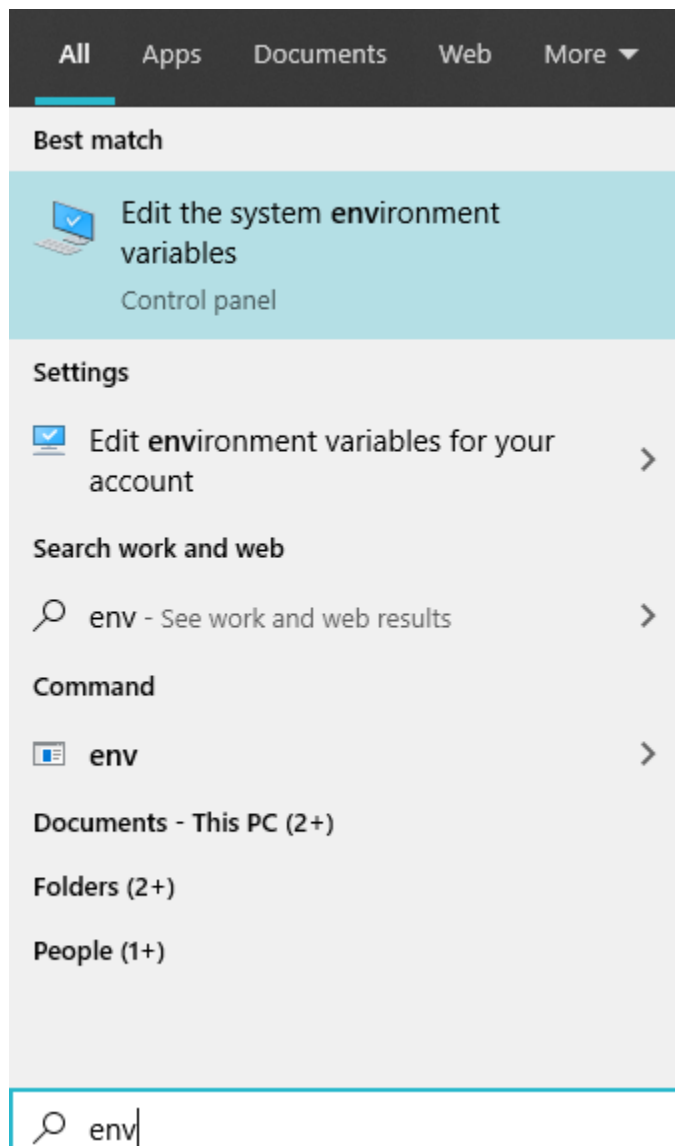 All Apps Documents Web More
Best match
Edit the system environment
variables
Control panel
Settings
Edit environment variables for your
account
Search work and web
env - See work and web results
Command
env
Documents - This PC (2+)
Folders (2+)
People (1+)
env